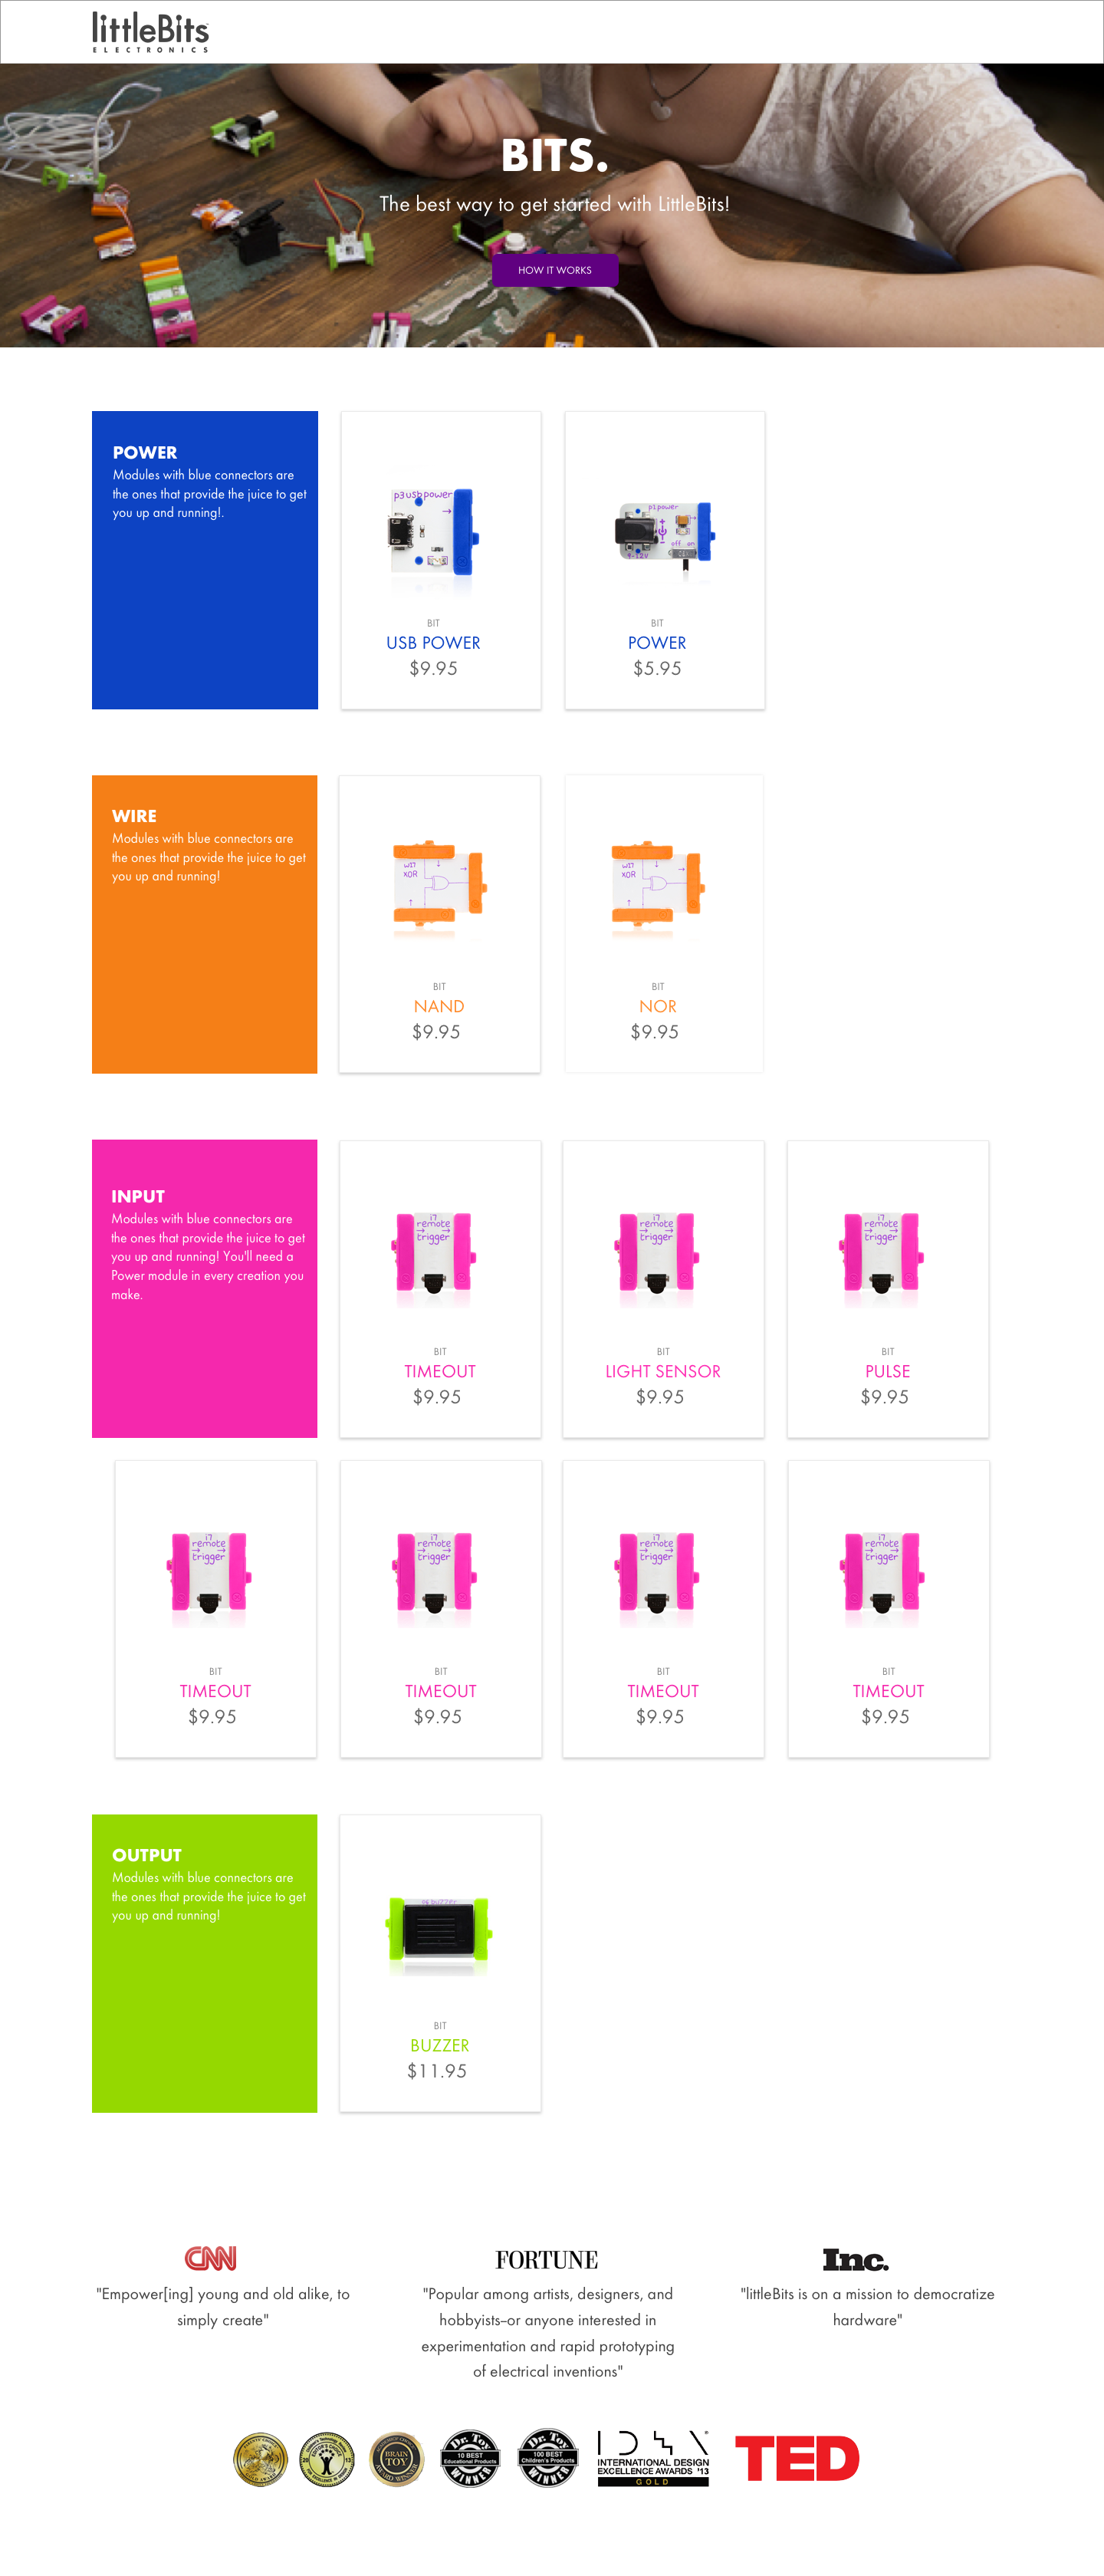 littleBits
ELECTRONICS
BITS.
The best way to get started with LittleBits!
HOW IT WORKS
POWER
Modules with blue connectors are
the ones that provide the juice to get
you up and running!.
p3 usb power
BIT
USB POWER
$9.95
p1 power
off on
BIT
POWER
$5.95
WIRE
Modules with blue connectors are
the ones that provide the juice to get
you up and running!
w17
XOR
BIT
NAND
$9.95
w17
XOR
BIT
NOR
$9.95
INPUT
Modules with blue connectors are
the ones that provide the juice to get
you up and running! You'll need a
Power module in every creation you
make.
i7
remote
trigger
BIT
TIMEOUT
$9.95
i7
remote
trigger
BIT
LIGHT SENSOR
$9.95
i7
remote
trigger
BIT
PULSE
$9.95
i7
remote
trigger
BIT
TIMEOUT
$9.95
i7
remote
trigger
BIT
TIMEOUT
$9.95
i7
remote
trigger
BIT
TIMEOUT
$9.95
i7
remote
trigger
BIT
TIMEOUT
$9.95
OUTPUT
Modules with blue connectors are
the ones that provide the juice to get
you up and running!
buzzer
BIT
BUZZER
$11.95
CNN
"Empower[ing] young and old alike, to
simply create"
FORTUNE
"Popular among artists, designers, and
hobbyists–or anyone interested in
experimentation and rapid prototyping
of electrical inventions"
Inc.
"littleBits is on a mission to democratize
hardware"
BRAIN
TOY
AWARD WINNER
Dr. Toy
10 BEST
Educational Products
WINNER
Dr. Toy
100 BEST
Children's Products
WINNER
INTERNATIONAL DESIGN
EXCELLENCE AWARDS '13
GOLD
TED